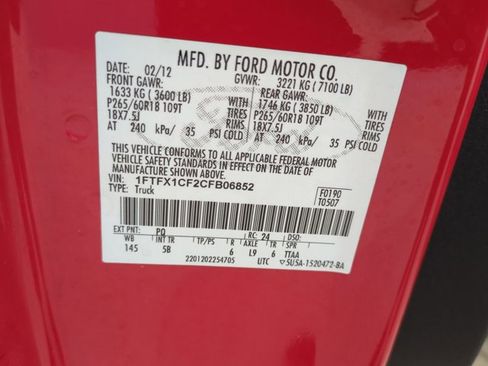 MFD. BY FORD MOTOR CO.
DATE: 02/12 GVWR: 3221 KG ( 7100 LB)
FRONT GAWR: REAR GAWR:
1633 KG ( 3600 LB) WITH 1746 KG ( 3850 LB) WITH
P265/60R18 109T TIRES P265/60R18 109T TIRES
18X7.5J RIMS 18X7.5J RIMS
AT 240 kPa/ 35 PSI COLD AT 240 kPa/ 35 PSI COLD
THIS VEHICLE CONFORMS TO ALL APPLICABLE FEDERAL MOTOR
VEHICLE SAFETY STANDARDS IN EFFECT ON THE DATE OF
MANUFACTURE SHOWN ABOVE.
VIN: 1FTFX1CF2CFB06852
TYPE: Truck
F0190
T0507
EXT PNT: PQ RC: 24 DSO:
WB INT TR TP/PS R AXLE TR SPR
145 5B 6 L9 6 TTAA
2201202254705 UTC ▽5U5A-1520472-BA